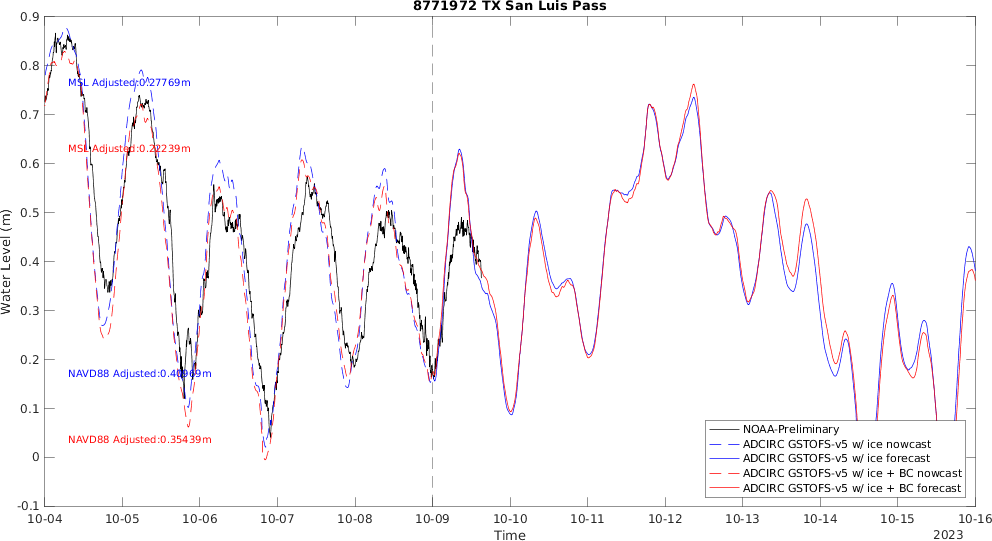 8771972 TX San Luis Pass
0.9
0.8
0.7
0.6
0.5
0.4
0.3
0.2
0.1
0
-0.1
Water Level (m)
MSL Adjusted:0.27769m
MSL Adjusted:0.22239m
NAVD88 Adjusted:0.40969m
NAVD88 Adjusted:0.35439m
NOAA-Preliminary
ADCIRC GSTOFS-v5 w/ ice nowcast
ADCIRC GSTOFS-v5 w/ ice forecast
ADCIRC GSTOFS-v5 w/ ice + BC nowcast
ADCIRC GSTOFS-v5 w/ ice + BC forecast
10-04 10-05 10-06 10-07 10-08 10-09 10-10 10-11 10-12 10-13 10-14 10-15 10-16
Time
2023